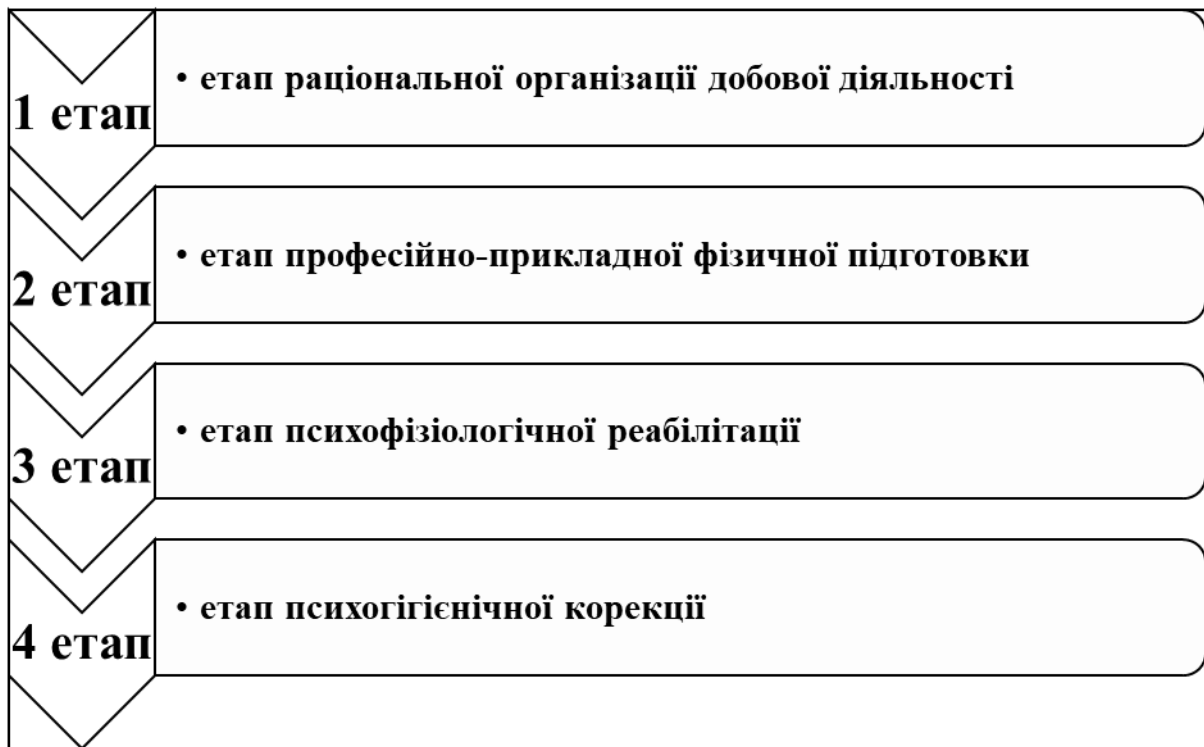 1 етап
• етап раціональної організації добової діяльності
2 етап
• етап професійно-прикладної фізичної підготовки
3 етап
• етап психофізіологічної реабілітації
4 етап
• етап психогігієнічної корекції